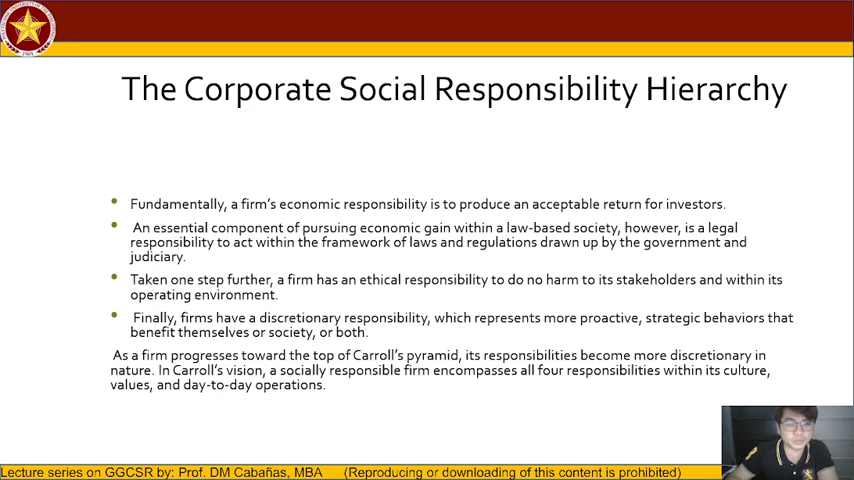 The Corporate Social Responsibility Hierarchy
Fundamentally, a firm's economic responsibility is to produce an acceptable return for investors.
An essential component of pursuing economic gain within a law-based society, however, is a legal
responsibility to act within the framework of laws and regulations drawn up by the government and
judiciary.
Taken one step further, a firm has an ethical responsibility to do no harm to its stakeholders and within its
operating environment.
Finally, firms have a discretionary responsibility, which represents more proactive, strategic behaviors that
benefit themselves or society, or both.
As a firm progresses toward the top of Carroll's pyramid, its responsibilities become more discretionary in
nature. In Carroll's vision, a socially responsible firm encompasses all four responsibilities within its culture,
values, and day-to-day operations.
Lecture series on GGCSR by: Prof. DM Cabañas, MBA (Reproducing or downloading of this content is prohibited)